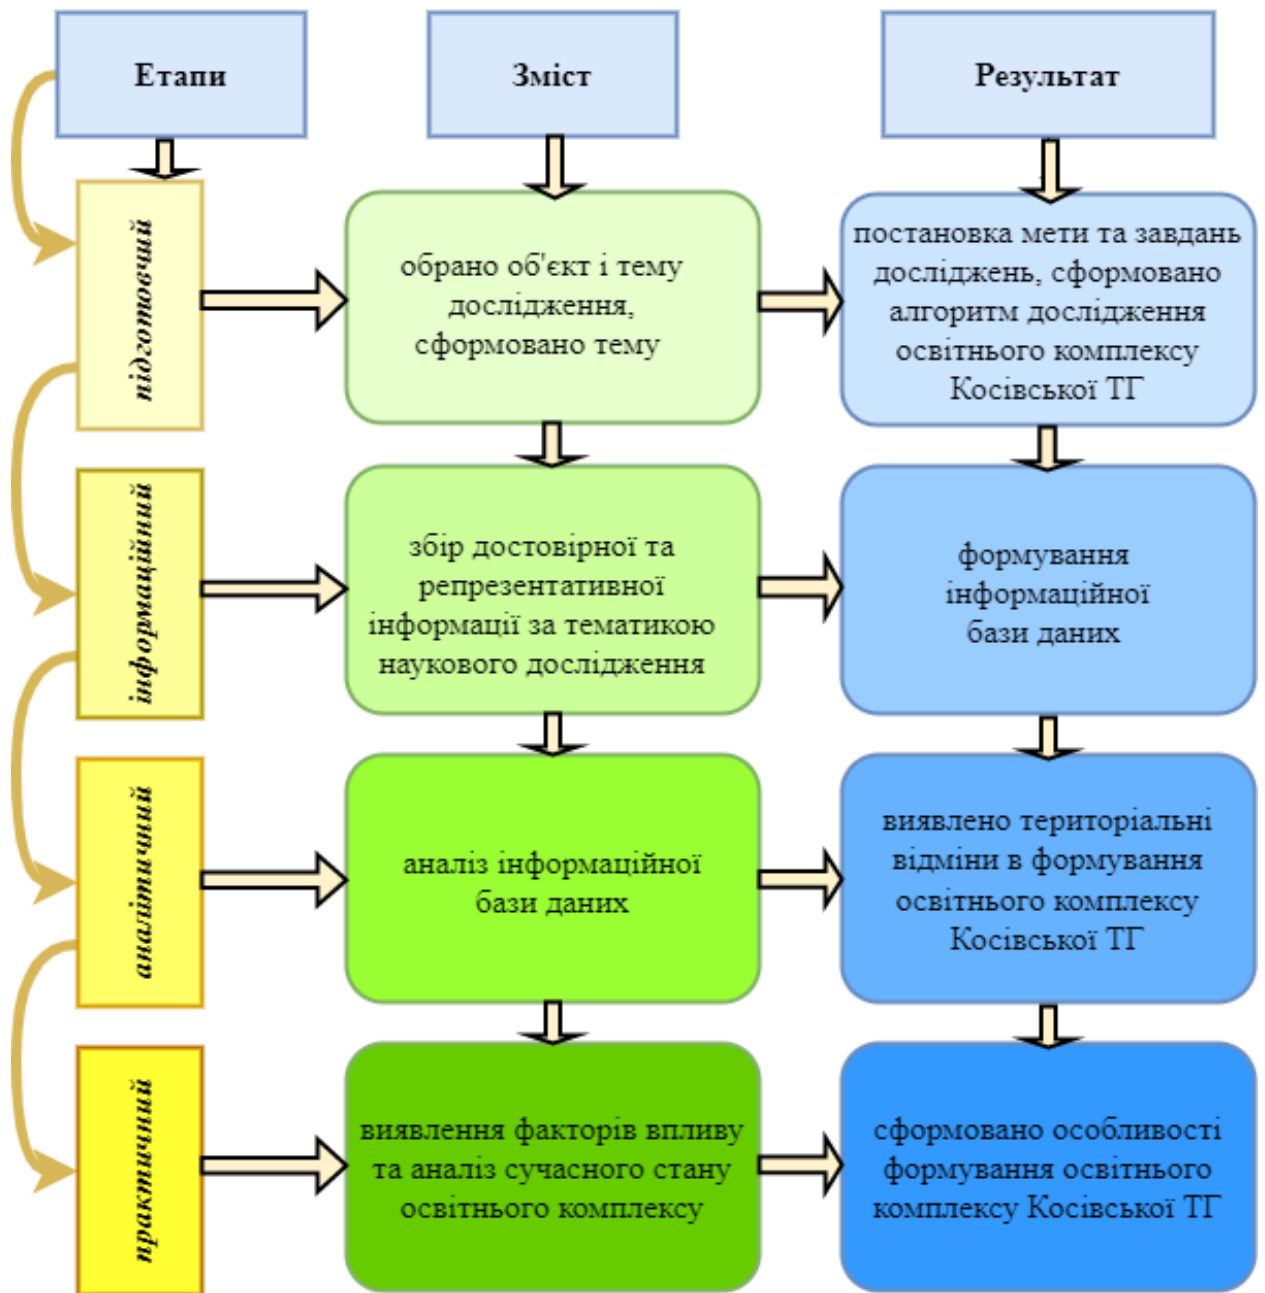 Етапи
Зміст
Результат
підготовчий
обрано об'єкт і тему
дослідження,
сформовано тему
постановка мети та завдань
досліджень, сформовано
алгоритм дослідження
освітнього комплексу
Косівської ТГ
інформаційний
збір достовірної та
репрезентативної
інформації за тематикою
наукового дослідження
формування
інформаційної
бази даних
аналітичний
аналіз інформаційної
бази даних
виявлено територіальні
відміни в формування
освітнього комплексу
Косівської ТГ
практичний
виявлення факторів впливу
та аналіз сучасного стану
освітнього комплексу
сформовано особливості
формування освітнього
комплексу Косівської ТГ